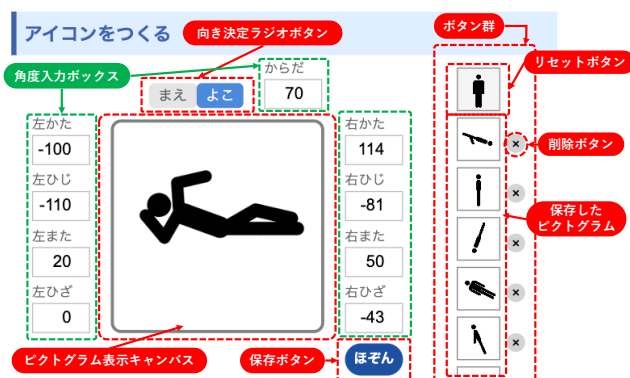 アイコンをつくる
向き決定ラジオボタン
ボタン群
角度入力ボックス
からだ
リセットボタン
まえ
よこ
70
左かた
右かた
-100
114
×
削除ボタン
左ひじ
右ひじ
-110
-81
×
保存した
ピクトグラム
左また
右また
20
50
×
左ひざ
右ひざ
0
-43
×
×
ピクトグラム表示キャンバス
保存ボタン
ほぞん